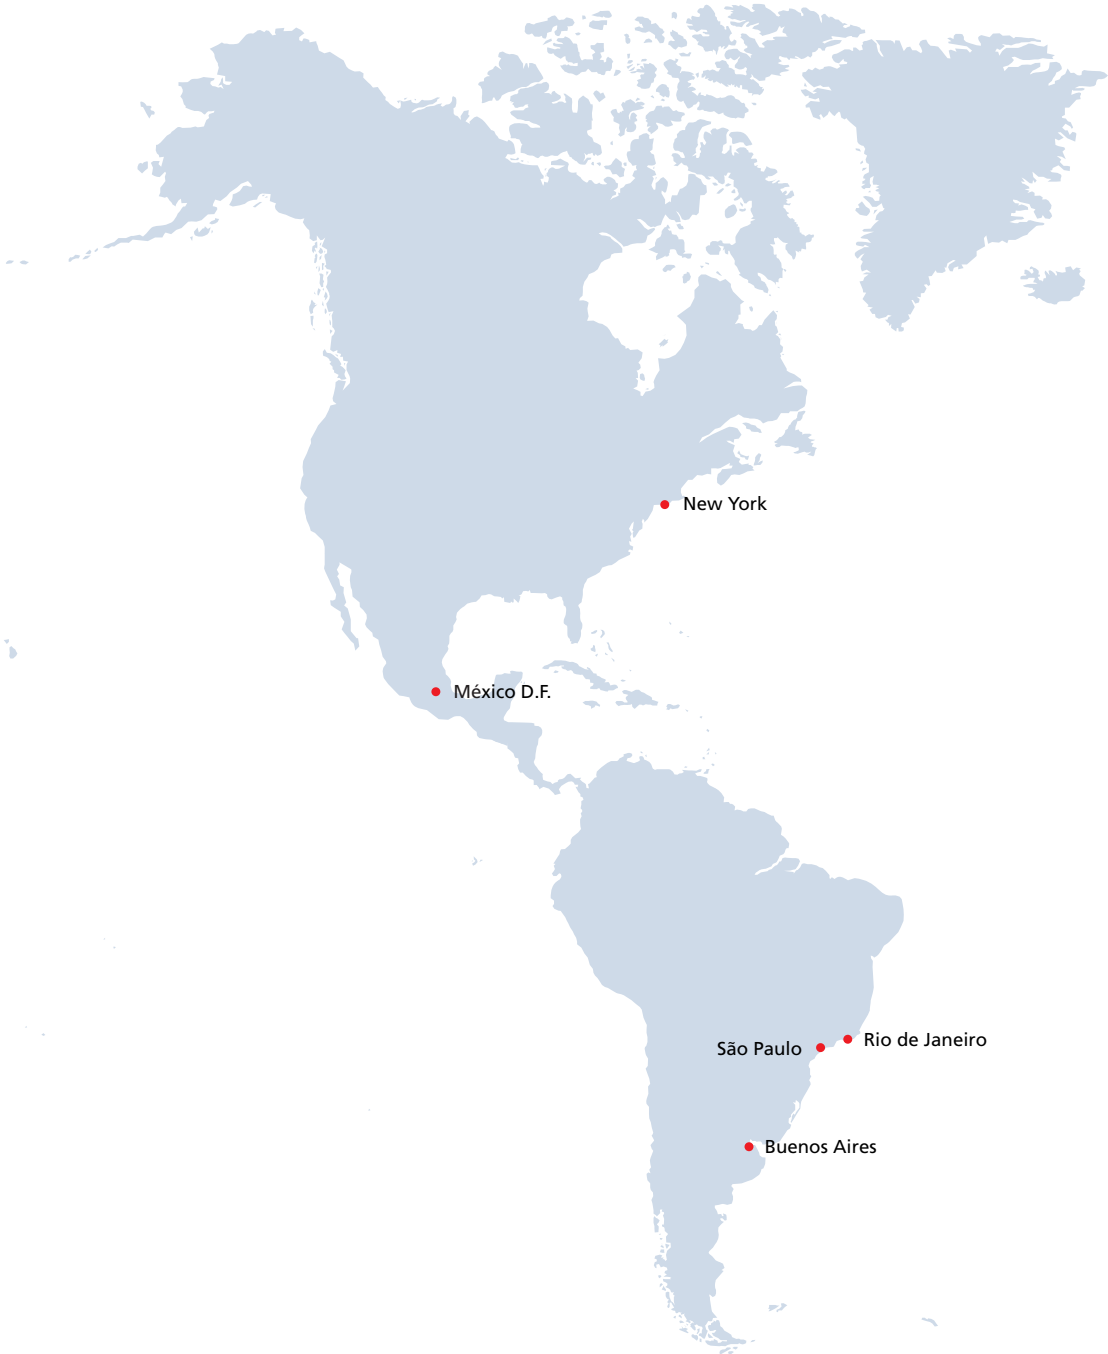 New York
México D.F.
Rio de Janeiro
São Paulo
Buenos Aires